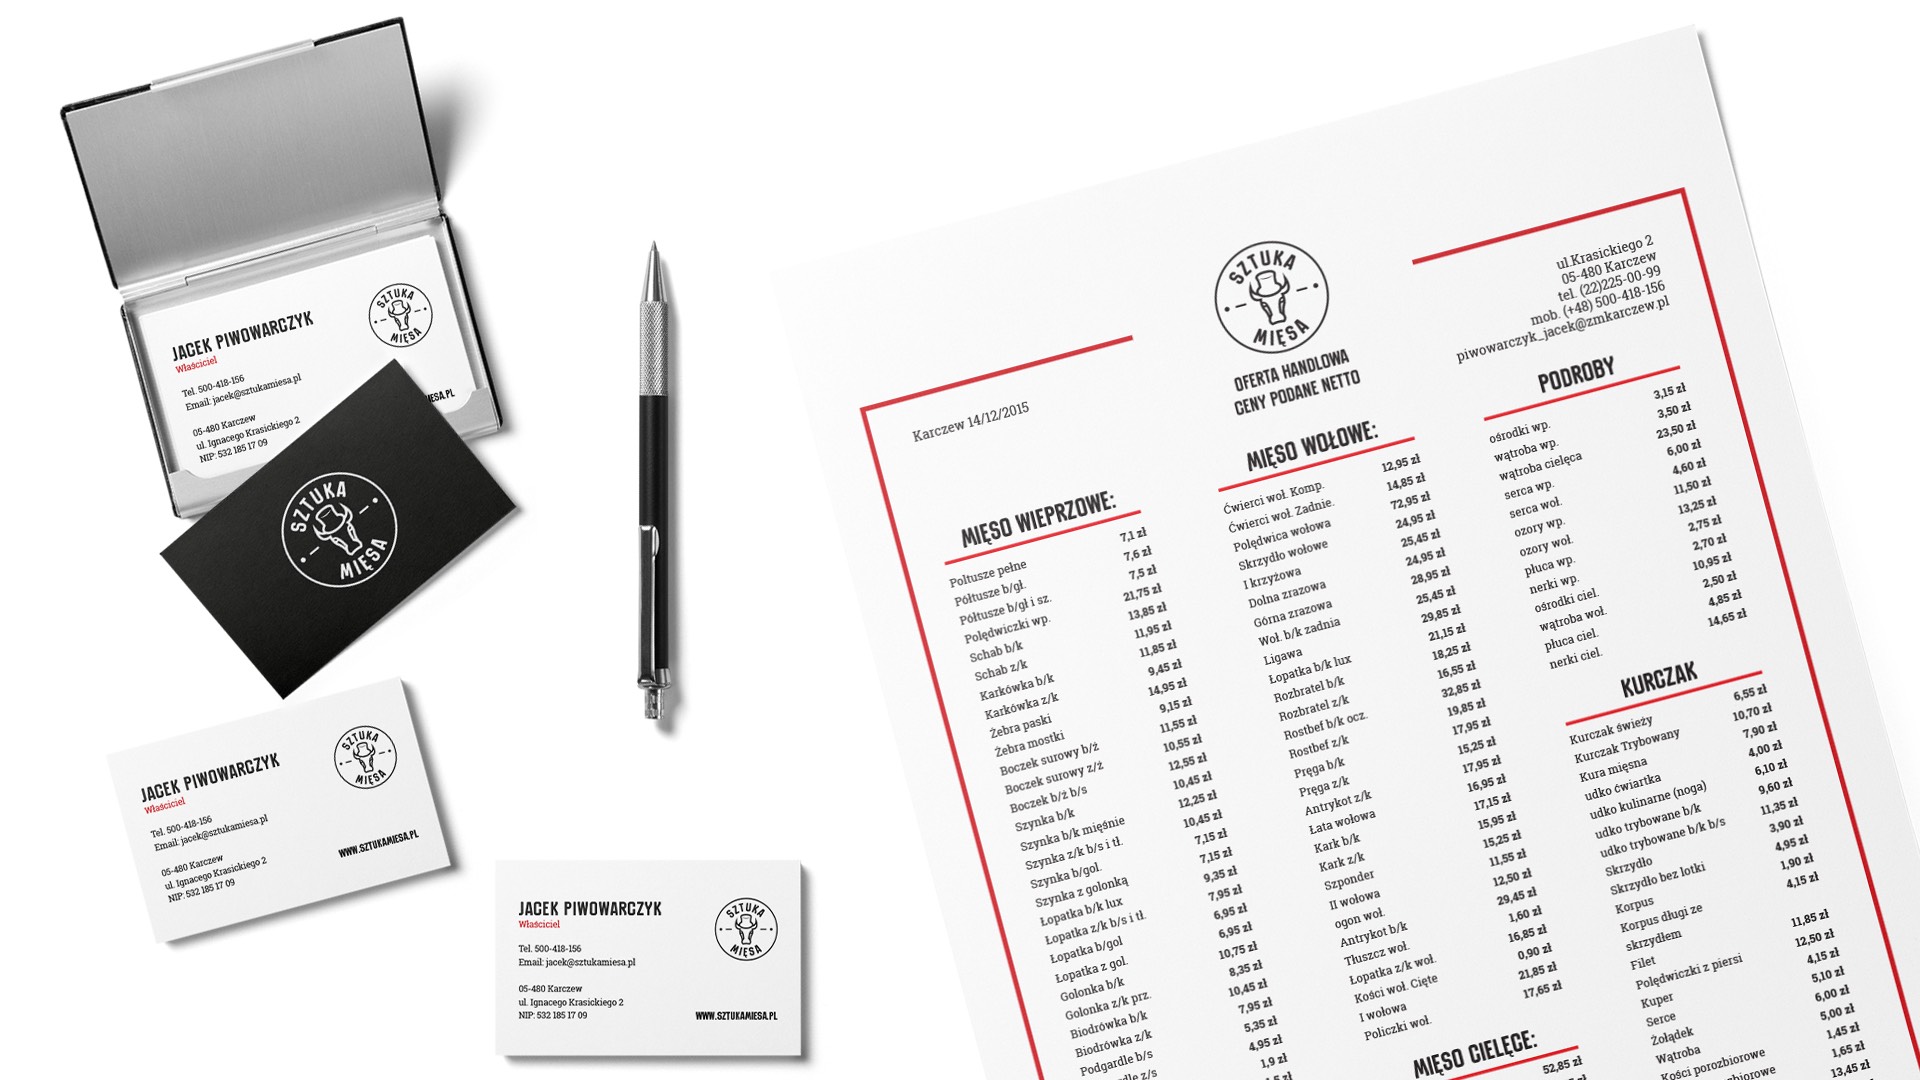 JACEK PIWOWARCZYK
Właściciel
Tel. 500-418-156
Email: jacek@sztukamiesa.pl
05-480 Karczew
ul. Ignacego Krasickiego 2
NIP: 532 185 17 09
SZTUKA
MIĘSA
ESA.PL
SZTUKA
MIĘSA
JACEK PIWOWARCZYK
Właściciel
Tel. 500-418-156
Email: jacek@sztukamiesa.pl
05-480 Karczew
ul. Ignacego Krasickiego 2
NIP: 532 185 17 09
SZTUKA
MIĘSA
WWW.SZTUKAMIESA.PL
JACEK PIWOWARCZYK
Właściciel
Tel. 500-418-156
Email: jacek@sztukamiesa.pl
05-480 Karczew
ul. Ignacego Krasickiego 2
NIP: 532 185 17 09
SZTUKA
MIĘSA
WWW.SZTUKAMIESA.PL
Karczew 14/12/2015
SZTUKA
MIĘSA
OFERTA HANDLOWA
CENY PODANE NETTO
ul.Krasickiego 2
05-480 Karczew
tel. (22)225-00-99
mob. (+48) 500-418-156
piwowarczyk_jacek@zmkarczew.pl
MIĘSO WIEPRZOWE:
Połtusze pełne 7,1 zł
Półtusze b/gł. 7,6 zł
Półtusze b/gł i sz. 7,5 zł
Polędwiczki wp. 21,75 zł
Schab b/k 13,85 zł
Schab z/k 11,95 zł
Karkówka b/k 11,85 zł
Karkówka z/k 9,45 zł
Żebra paski 14,95 zł
Żebra mostki 9,15 zł
Boczek surowy b/ż 11,55 zł
Boczek surowy z/ż 10,55 zł
Boczek b/ż b/s 12,55 zł
Szynka b/k 10,45 zł
Szynka b/k mięśnie 12,25 zł
Szynka z/k b/s i tł. 10,45 zł
Szynka b/gol. 7,15 zł
Szynka z golonką 7,15 zł
Łopatka b/k lux 9,35 zł
Łopatka z/k b/s i tł. 7,95 zł
Łopatka b/gol 6,95 zł
Łopatka z gol. 6,95 zł
Golonka b/k 10,75 zł
Golonka z/k prz. 8,35 zł
Biodrówka b/k 10,45 zł
Biodrówka z/k 7,95 zł
Podgardle b/s 5,35 zł
dle z/s 4,95 zł
1,9 zł
MIĘSO WOŁOWE:
Ćwierci woł. Komp. 12,95 zł
Ćwierci woł. Zadnie. 14,85 zł
Polędwica wołowa 72,95 zł
Skrzydło wołowe 24,95 zł
I krzyżowa 25,45 zł
Dolna zrazowa 24,95 zł
Górna zrazowa 28,95 zł
Woł. b/k zadnia 25,45 zł
Ligawa 29,85 zł
Łopatka b/k lux 21,15 zł
Rozbratel b/k 18,25 zł
Rozbratel z/k 16,55 zł
Rostbef b/k ocz. 32,85 zł
Rostbef z/k 19,85 zł
Pręga b/k 17,95 zł
Pręga z/k 15,25 zł
Antrykot z/k 17,95 zł
Łata wołowa 16,95 zł
Kark b/k 17,15 zł
Kark z/k 15,95 zł
Szponder 15,25 zł
II wołowa 11,55 zł
ogon woł. 12,50 zł
Antrykot b/k 29,45 zł
Tłuszcz woł. 1,60 zł
Łopatka z/k woł. 16,85 zł
Kości woł. Cięte 0,90 zł
I wołowa 21,85 zł
Policzki woł. 17,65 zł
MIĘSO CIELĘCE:
52,85 zł
PODROBY
ośrodki wp. 3,15 zł
wątroba wp. 3,50 zł
wątroba cielęca 23,50 zł
serca wp. 6,00 zł
serca woł. 4,60 zł
ozory wp. 11,50 zł
ozory woł. 13,25 zł
płuca wp. 2,75 zł
nerki wp. 2,70 zł
ośrodki ciel. 10,95 zł
wątroba woł. 2,50 zł
płuca ciel. 4,85 zł
nerki ciel. 14,65 zł
KURCZAK
Kurczak świeży 6,55 zł
Kurczak Trybowany 10,70 zł
Kura mięsna 7,90 zł
udko ćwiartka 4,00 zł
udko kulinarne (noga) 6,10 zł
udko trybowane b/k 9,60 zł
udko trybowane b/k b/s 11,35 zł
Skrzydło 3,90 zł
Skrzydło bez lotki 4,95 zł
Korpus 1,90 zł
Korpus długi ze 4,15 zł
skrzydłem
Filet 11,85 zł
Polędwiczki z piersi 12,50 zł
Kuper 4,15 zł
Serce 5,10 zł
Żołądek 6,00 zł
Wątroba 5,00 zł
Kości porozbiorowe 1,45 zł
biorowe 1,65 zł
13,45 zł